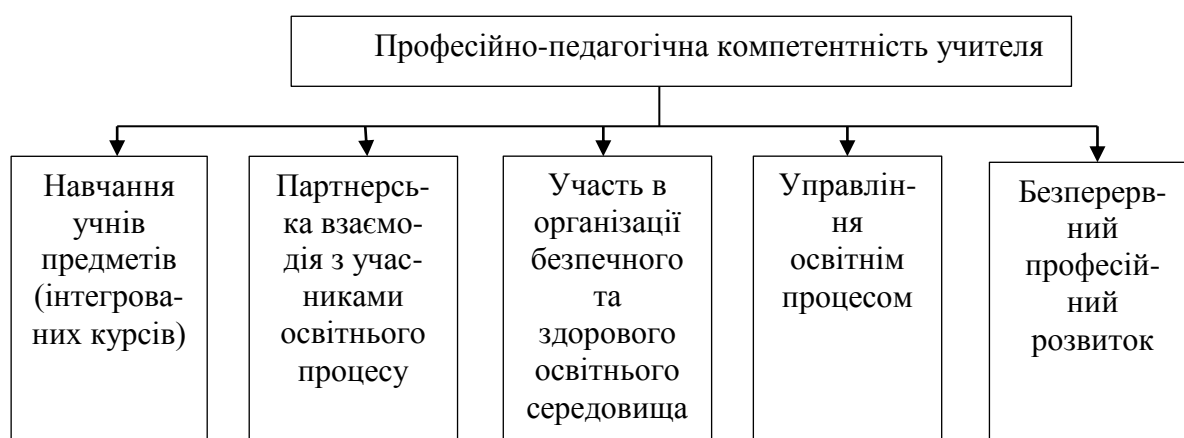 Професійно-педагогічна компетентність учителя
Навчання
учнів
предметів
(інтегрова-
них курсів)
Партнерсь-
ка взаємо-
дія з учас-
никами
освітнього
процесу
Участь в
організації
безпечного
та
здорового
освітнього
середовища
Управлін-
ня
освітнім
процесом
Безперерв-
ний
професій-
ний
розвиток